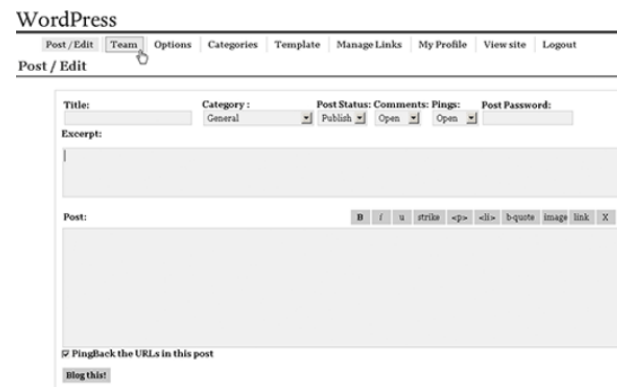 WordPress
Post / Edit Team Options Categories Template Manage Links My Profile View site Logout
Post / Edit
Title: Category : Post Status: Comments: Pings: Post Password:
General Publish Open Open
Excerpt:
Post: B i u strike <p> <li> b-quote image link X
PingBack the URLs in this post
Blog this!